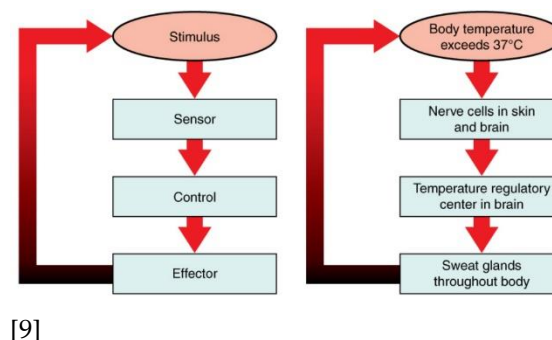 Stimulus
Sensor
Control
Effector
Body temperature
exceeds 37°C
Nerve cells in skin
and brain
Temperature regulatory
center in brain
Sweat glands
throughout body
[9]